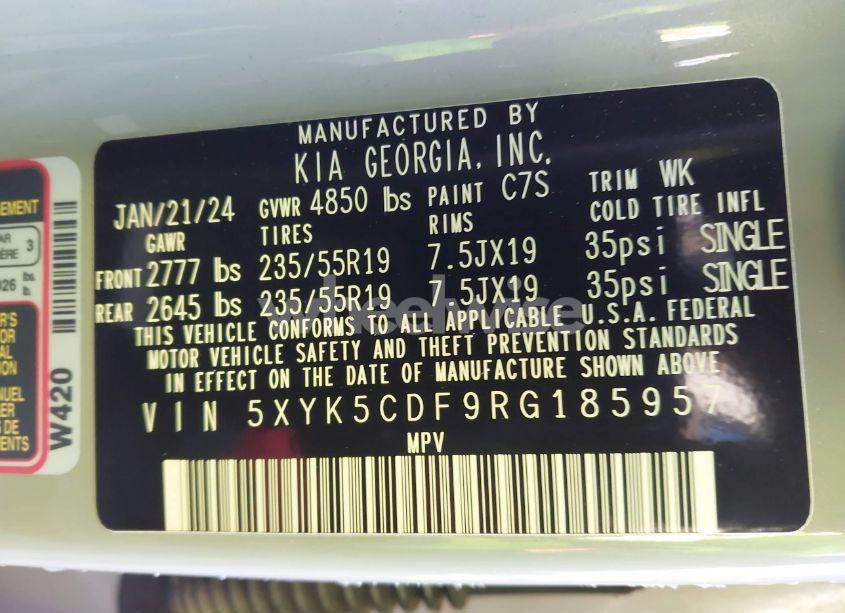 MANUFACTURED BY
KIA GEORGIA, INC.
JAN/21/24 GVWR 4850 lbs PAINT C7S TRIM WK
GAWR TIRES RIMS COLD TIRE INFL
FRONT 2777 lbs 235/55R19 7.5JX19 35psi SINGLE
REAR 2645 lbs 235/55R19 7.5JX19 35psi SINGLE
THIS VEHICLE CONFORMS TO ALL APPLICABLE U.S.A. FEDERAL
MOTOR VEHICLE SAFETY AND THEFT PREVENTION STANDARDS
IN EFFECT ON THE DATE OF MANUFACTURE SHOWN ABOVE
VIN 5XYK5CDF9RG185957
MPV
W420
3
lbs.
lb.